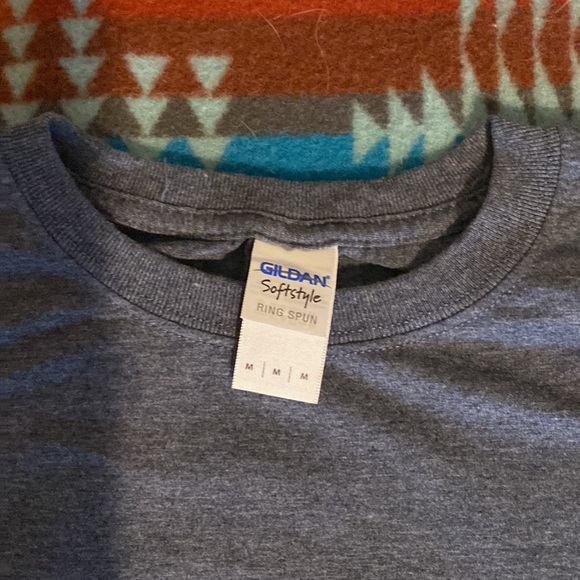 GILDAN
Softstyle
RING SPUN
M | M | M